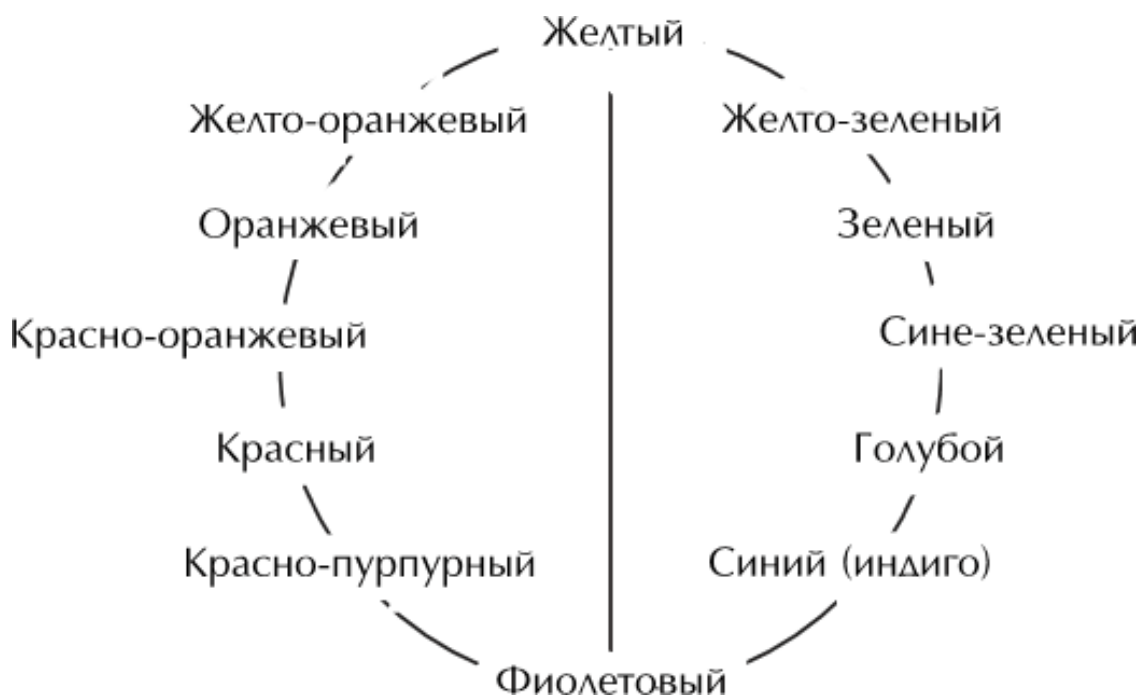 Желтый
Желто-оранжевый
Желто-зеленый
Оранжевый
Зеленый
Красно-оранжевый
Сине-зеленый
Красный
Голубой
Красно-пурпурный
Синий (индиго)
Фиолетовый